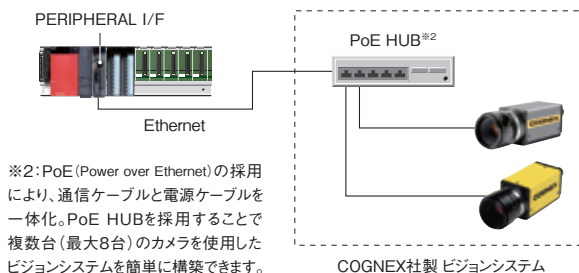 PERIPHERAL I/F
PoE HUB※2
Ethernet
COGNEX
※2:PoE(Power over Ethernet)の採用
により、通信ケーブルと電源ケーブルを
一体化。PoE HUBを採用することで
複数台(最大8台)のカメラを使用した
ビジョンシステムを簡単に構築できます。
COGNEX社製 ビジョンシステム